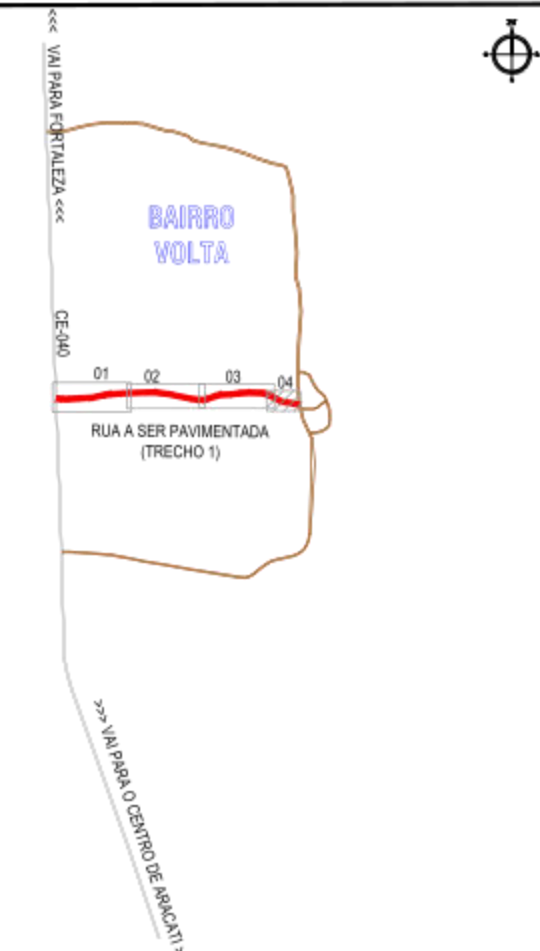 N
<<< VAI PARA FORTALEZA <<<
BAIRRO
VOLTA
CE-040
01
02
03
04
RUA A SER PAVIMENTADA
(TRECHO 1)
>>> VAI PARA O CENTRO DE ARACATI >